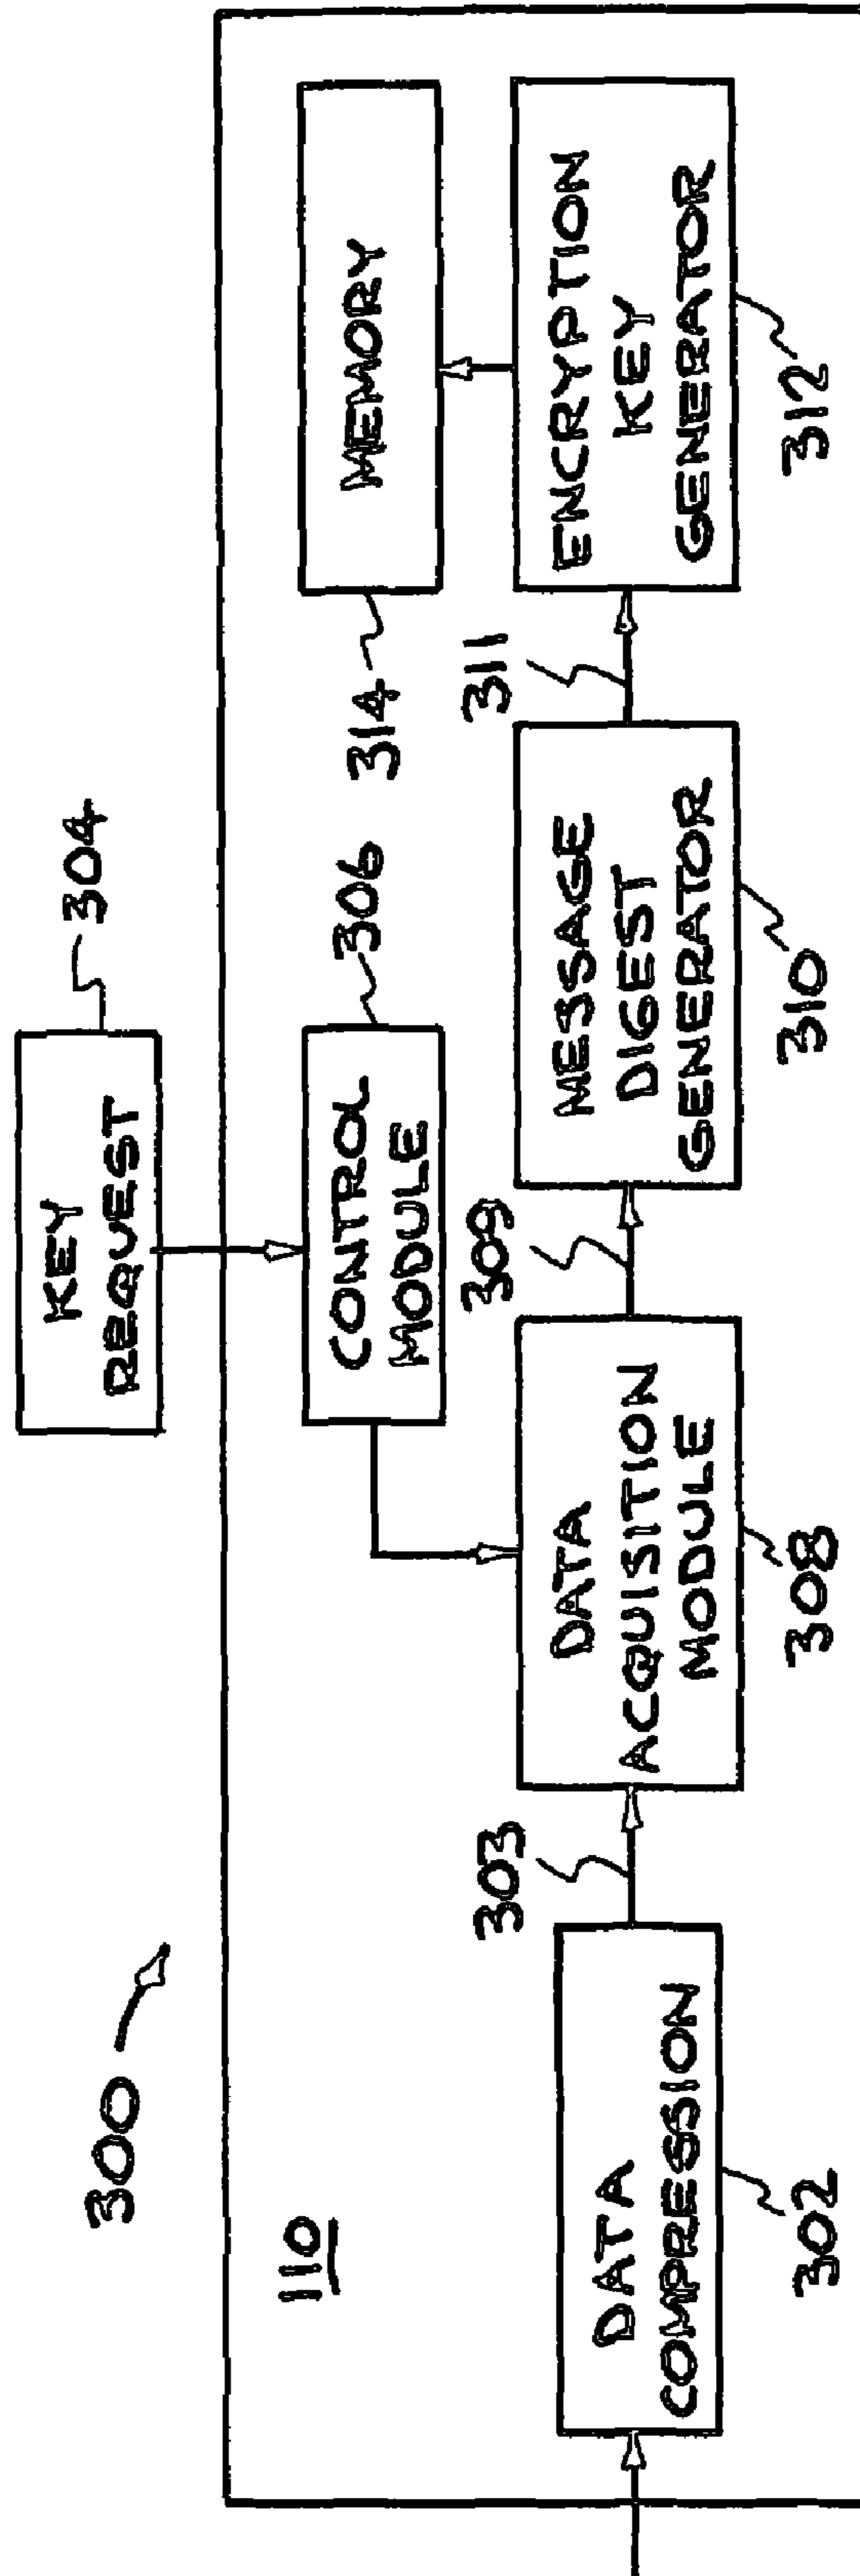 300
KEY
REQUEST
304
110
CONTROL
MODULE
306
MEMORY
314
DATA
COMPRESSION
302
303
DATA
ACQUISITION
MODULE
308
309
MESSAGE
DIGEST
GENERATOR
310
311
ENCRYPTION
KEY
GENERATOR
312